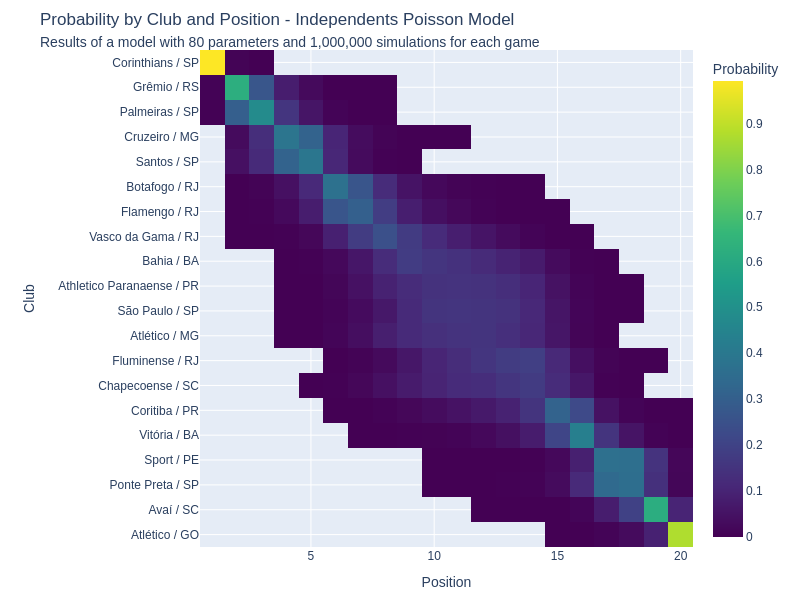 Probability by Club and Position - Independents Poisson Model
Results of a model with 80 parameters and 1,000,000 simulations for each game
Probability
Corinthians / SP
Grêmio / RS
Palmeiras / SP
Cruzeiro / MG
Santos / SP
Botafogo / RJ
Flamengo / RJ
Vasco da Gama / RJ
Bahia / BA
Athletico Paranaense / PR
São Paulo / SP
Atlético / MG
Fluminense / RJ
Chapecoense / SC
Coritiba / PR
Vitória / BA
Sport / PE
Ponte Preta / SP
Avaí / SC
Atlético / GO
Club
5
10
15
20
Position
0.9
0.8
0.7
0.6
0.5
0.4
0.3
0.2
0.1
0